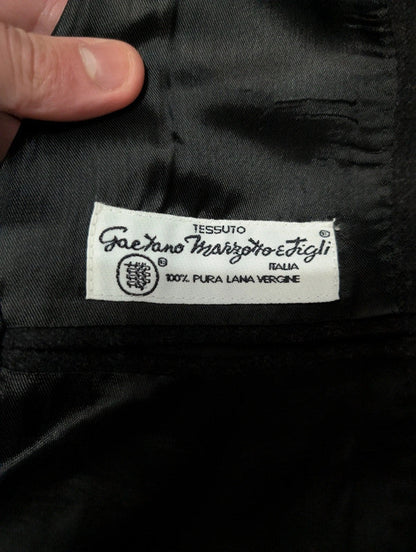 TESSUTO
Gaetano Marzotto e Figli ®
ITALIA
® 100% PURA LANA VERGINE